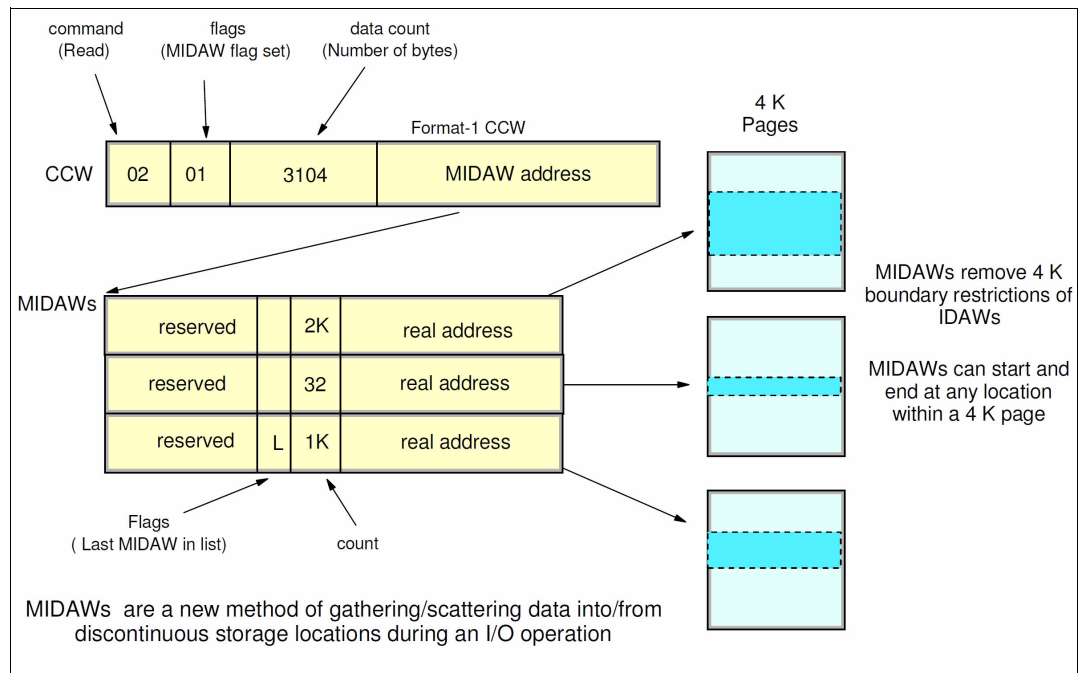 command
(Read)
flags
(MIDAW flag set)
data count
(Number of bytes)
Format-1 CCW
CCW
02
01
3104
MIDAW address
4 K
Pages
MIDAWs
reserved
2K
real address
reserved
32
real address
reserved
L
1K
real address
Flags
( Last MIDAW in list)
count
MIDAWs remove 4 K
boundary restrictions of
IDAWs
MIDAWs can start and
end at any location
within a 4 K page
MIDAWs are a new method of gathering/scattering data into/from
discontinuous storage locations during an I/O operation